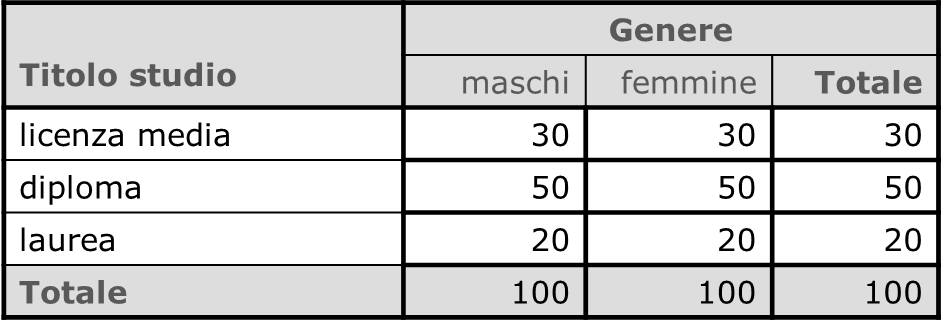 Genere
Titolo studio
maschi femmine Totale
licenza media 30 30 30
diploma 50 50 50
laurea 20 20 20
Totale 100 100 100